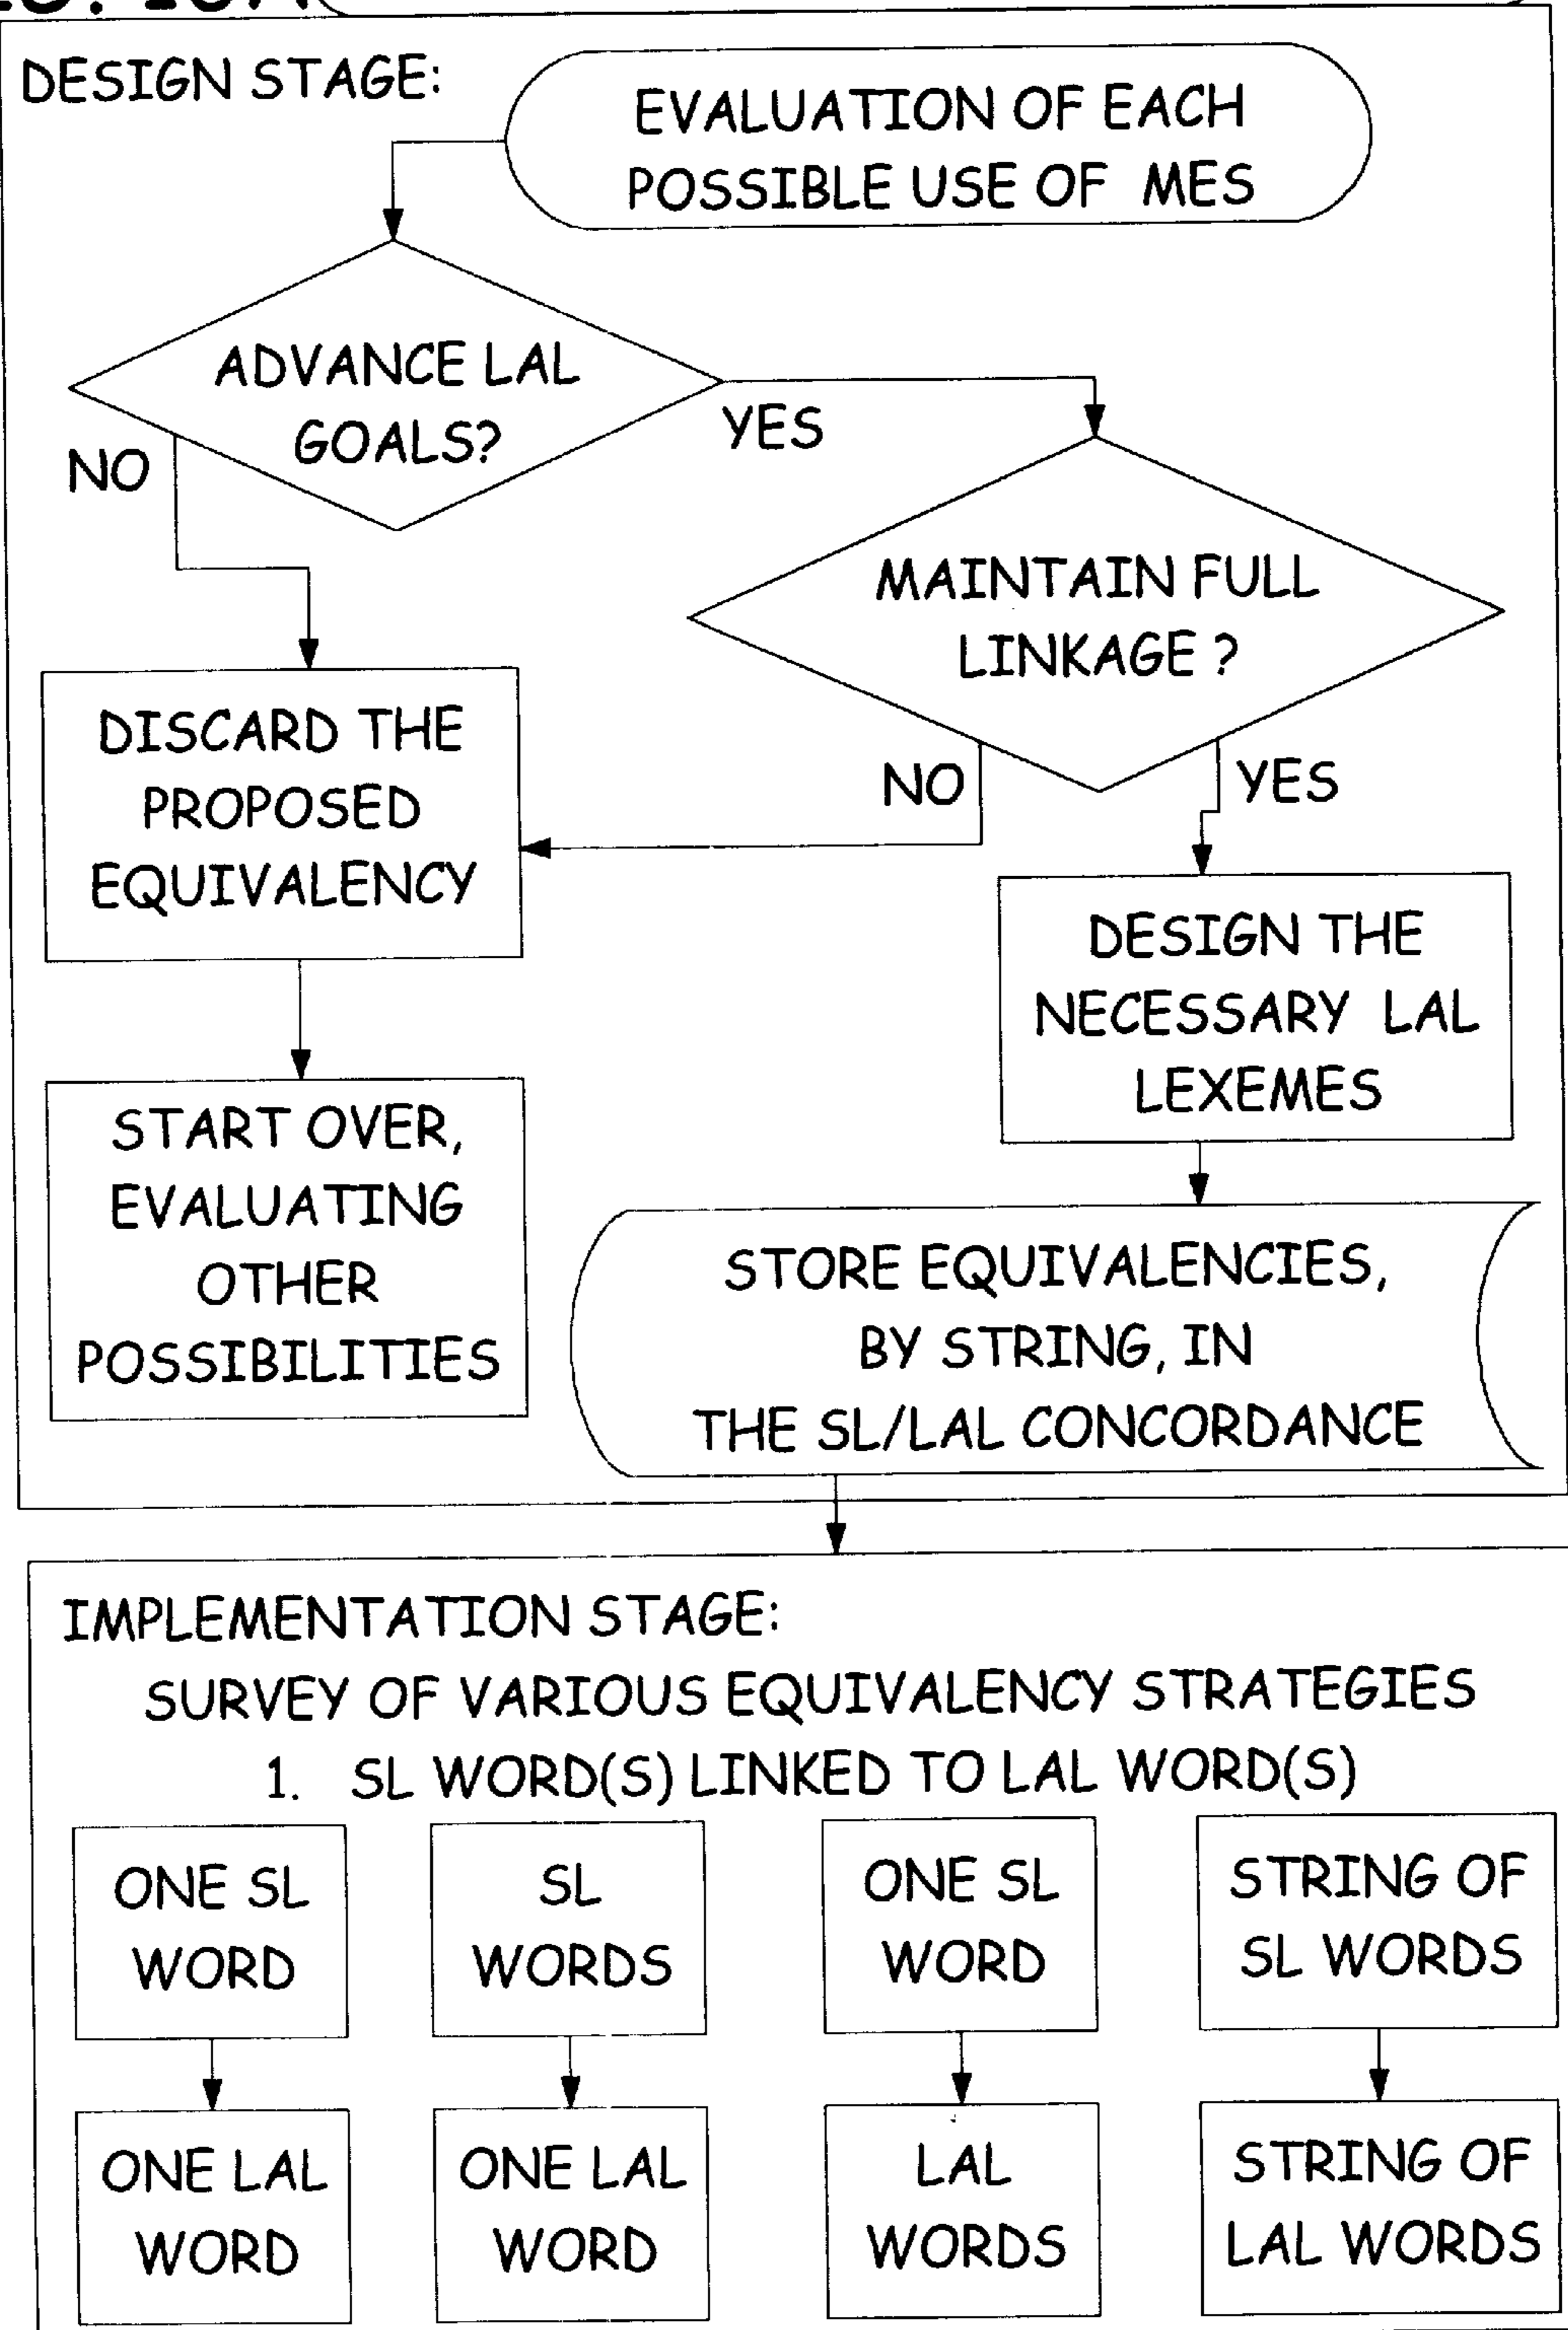 DESIGN STAGE:
EVALUATION OF EACH
POSSIBLE USE OF MES
ADVANCE LAL
GOALS?
NO
YES
MAINTAIN FULL
LINKAGE ?
NO
YES
DISCARD THE
PROPOSED
EQUIVALENCY
DESIGN THE
NECESSARY LAL
LEXEMES
START OVER,
EVALUATING
OTHER
POSSIBILITIES
STORE EQUIVALENCIES,
BY STRING, IN
THE SL/LAL CONCORDANCE
IMPLEMENTATION STAGE:
SURVEY OF VARIOUS EQUIVALENCY STRATEGIES
1. SL WORD(S) LINKED TO LAL WORD(S)
ONE SL
WORD
SL
WORDS
ONE SL
WORD
STRING OF
SL WORDS
ONE LAL
WORD
ONE LAL
WORD
LAL
WORDS
STRING OF
LAL WORDS